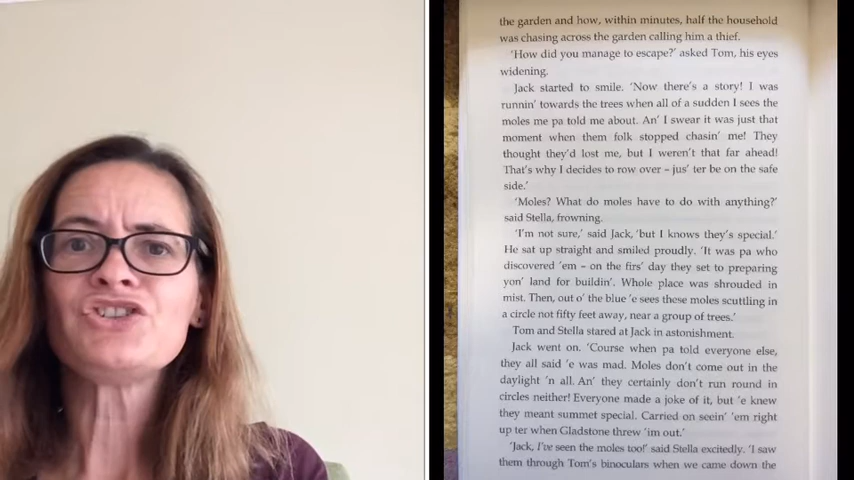 the garden and how, within minutes, half the household
was chasing across the garden calling him a thief.
‘How did you manage to escape?’ asked Tom, his eyes
widening.
Jack started to smile. ‘Now there’s a story! I was
runnin’ towards the trees when all of a sudden I sees the
moles me pa told me about. An’ I swear it was just that
moment when them folk stopped chasin’ me! They
thought they’d lost me, but I weren’t that far ahead!
That’s why I decides to row over – jus’ ter be on the safe
side.’
‘Moles? What do moles have to do with anything?’
said Stella, frowning.
‘I’m not sure,’ said Jack, ‘but I knows they’s special.’
He sat up straight and smiled proudly. ‘It was pa who
discovered ’em – on the firs’ day they set to preparing
yon’ land for buildin’. Whole place was shrouded in
mist. Then, out o’ the blue ’e sees these moles scuttling in
a circle not fifty feet away, near a group of trees.’
Tom and Stella stared at Jack in astonishment.
Jack went on. ‘Course when pa told everyone else,
they all said ’e was mad. Moles don’t come out in the
daylight ’n all. An’ they certainly don’t run round in
circles neither! Everyone made a joke of it, but ’e knew
they meant summet special. Carried on seein’ ’em right
up ter when Gladstone threw ’im out.’
‘Jack, I’ve seen the moles too!’ said Stella excitedly. ‘I saw
them through Tom’s binoculars when we came down the